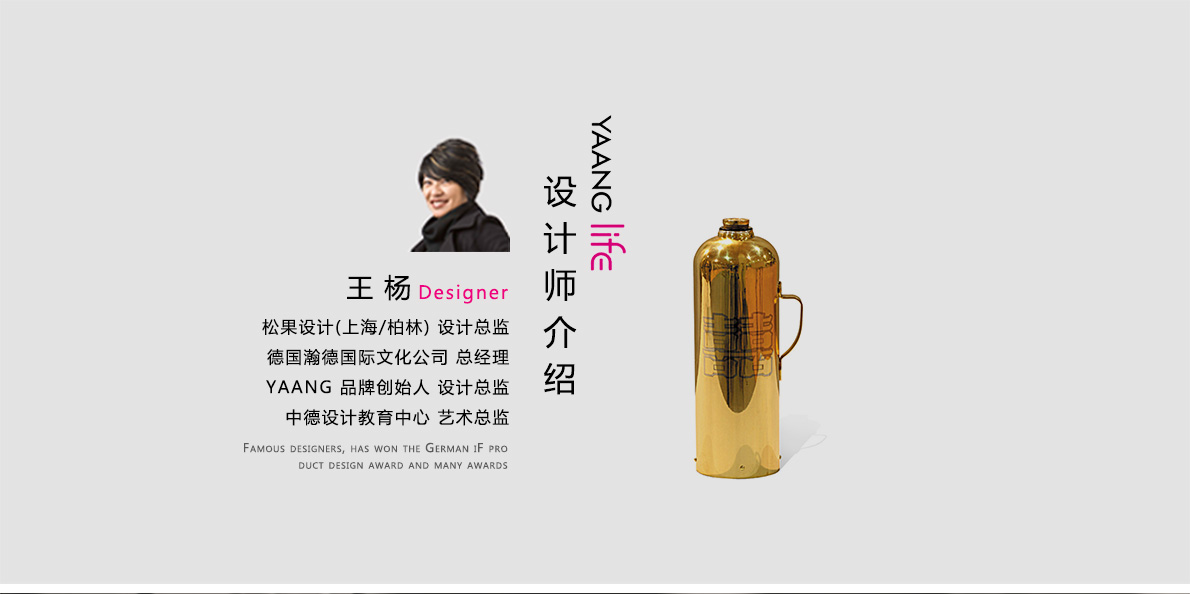 YAANG life
设计师介绍
王 杨 Designer
松果设计(上海/柏林) 设计总监
德国瀚德国际文化公司 总经理
YAANG 品牌创始人 设计总监
中德设计教育中心 艺术总监
FAMOUS DESIGNERS, HAS WON THE GERMAN IF PRO
DUCT DESIGN AWARD AND MANY AWARDS
囍